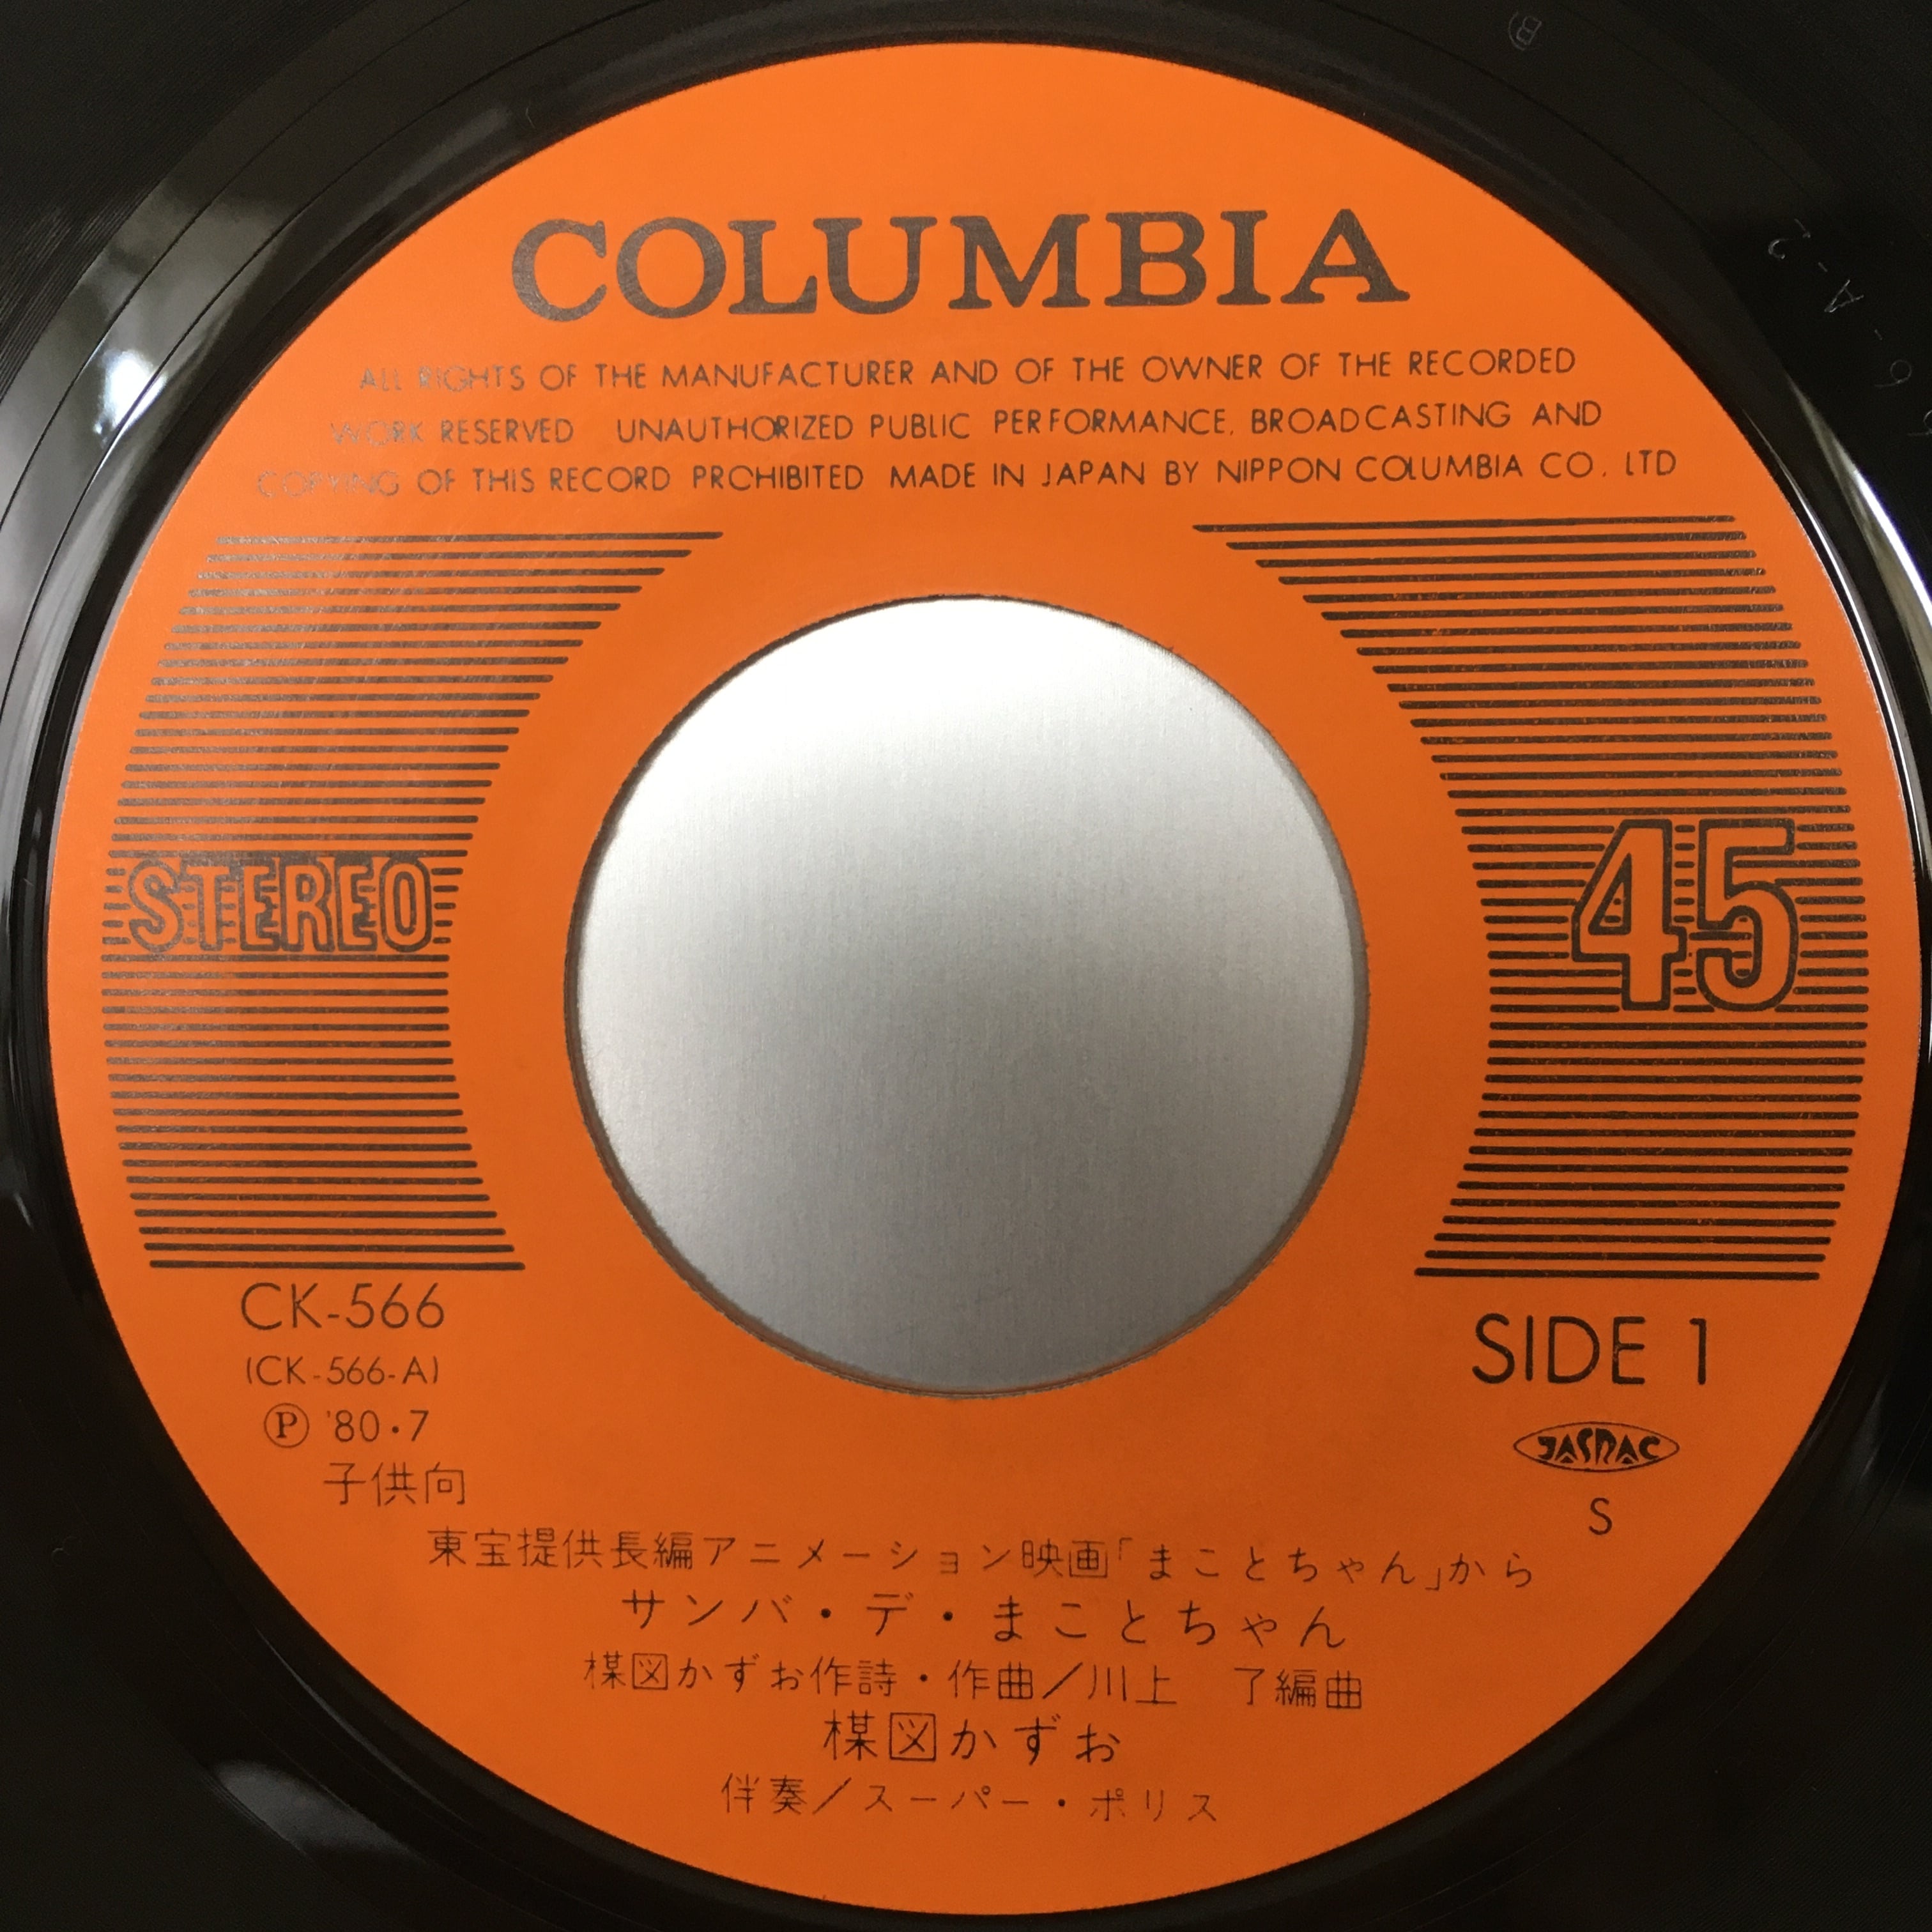 COLUMBIA
ALL RIGHTS OF THE MANUFACTURER AND OF THE OWNER OF THE RECORDED
WORK RESERVED UNAUTHORIZED PUBLIC PERFORMANCE, BROADCASTING AND
COPYING OF THIS RECORD PROHIBITED MADE IN JAPAN BY NIPPON COLUMBIA CO., LTD
STEREO
45
CK-566
(CK-566-A)
Ⓟ '80・7
子供向
SIDE 1
JASRAC
S
東宝提供長編アニメーション映画「まことちゃん」から
サンバ・デ・まことちゃん
楳図かずお作詩・作曲／川上 了編曲
楳図かずお
伴奏／スーパー・ポリス